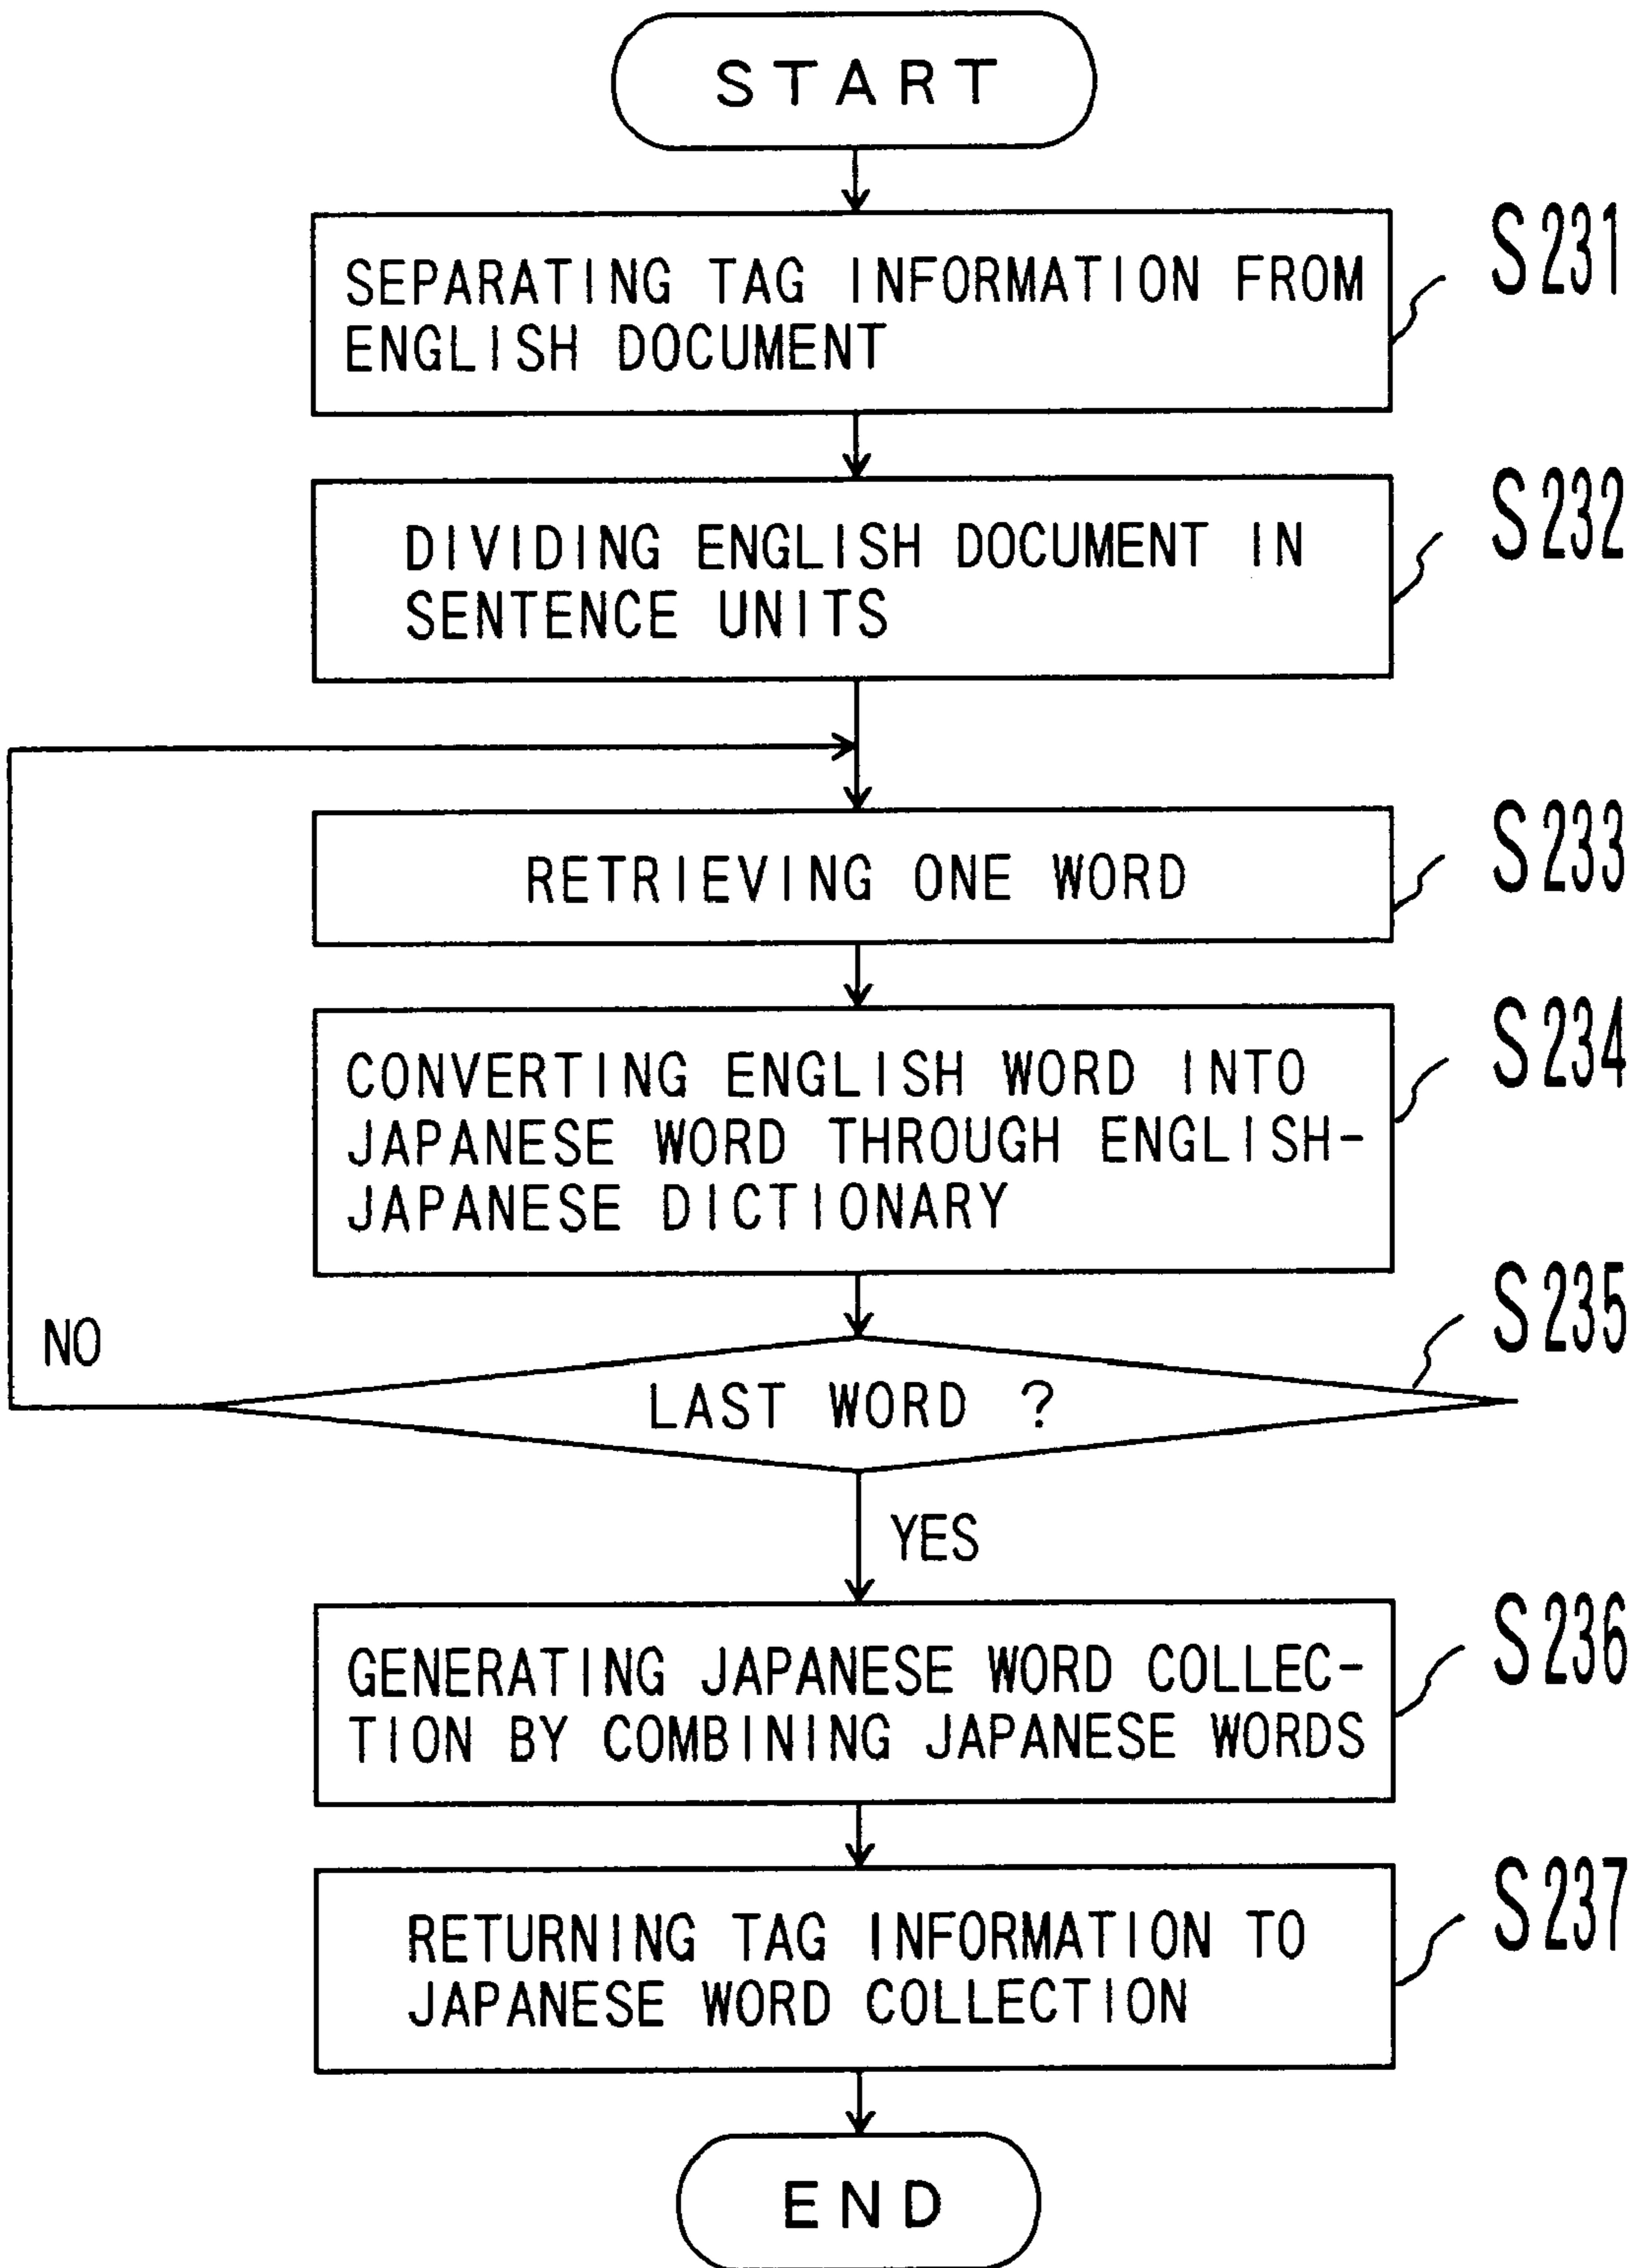 START
SEPARATING TAG INFORMATION FROM
ENGLISH DOCUMENT
S231
DIVIDING ENGLISH DOCUMENT IN
SENTENCE UNITS
S232
RETRIEVING ONE WORD
S233
CONVERTING ENGLISH WORD INTO
JAPANESE WORD THROUGH ENGLISH-
JAPANESE DICTIONARY
S234
LAST WORD ?
S235
NO
YES
GENERATING JAPANESE WORD COLLEC-
TION BY COMBINING JAPANESE WORDS
S236
RETURNING TAG INFORMATION TO
JAPANESE WORD COLLECTION
S237
END